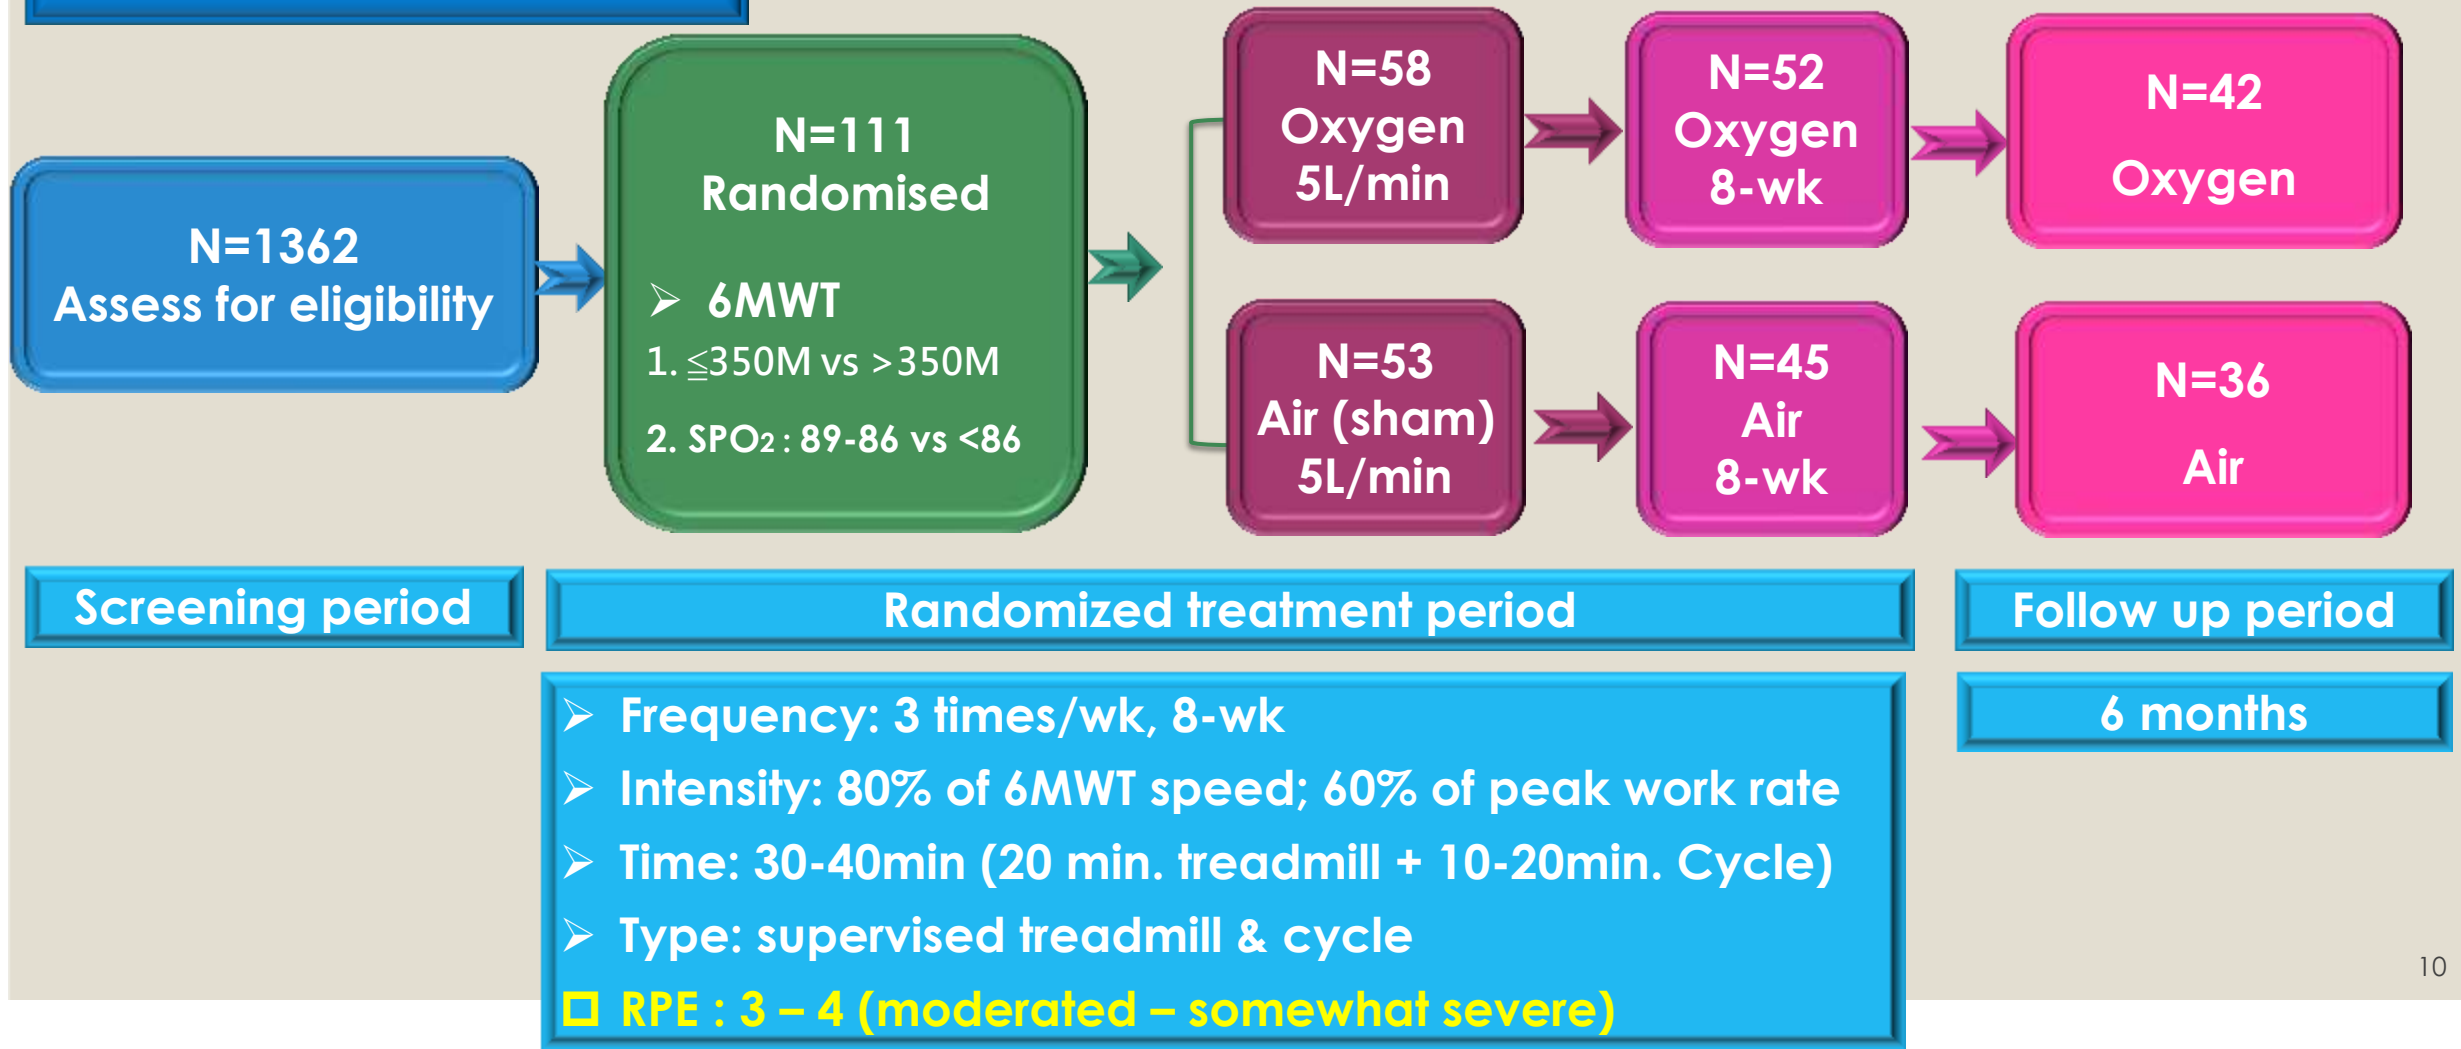 N=1362
Assess for eligibility
N=111
Randomised
➢ 6MWT
1. ≦350M vs >350M
2. SPO₂ : 89-86 vs <86
N=58
Oxygen
5L/min
N=52
Oxygen
8-wk
N=42
Oxygen
N=53
Air (sham)
5L/min
N=45
Air
8-wk
N=36
Air
Screening period
Randomized treatment period
Follow up period
➢ Frequency: 3 times/wk, 8-wk
➢ Intensity: 80% of 6MWT speed; 60% of peak work rate
➢ Time: 30-40min (20 min. treadmill + 10-20min. Cycle)
➢ Type: supervised treadmill & cycle
❑ RPE : 3 – 4 (moderated – somewhat severe)
6 months
10